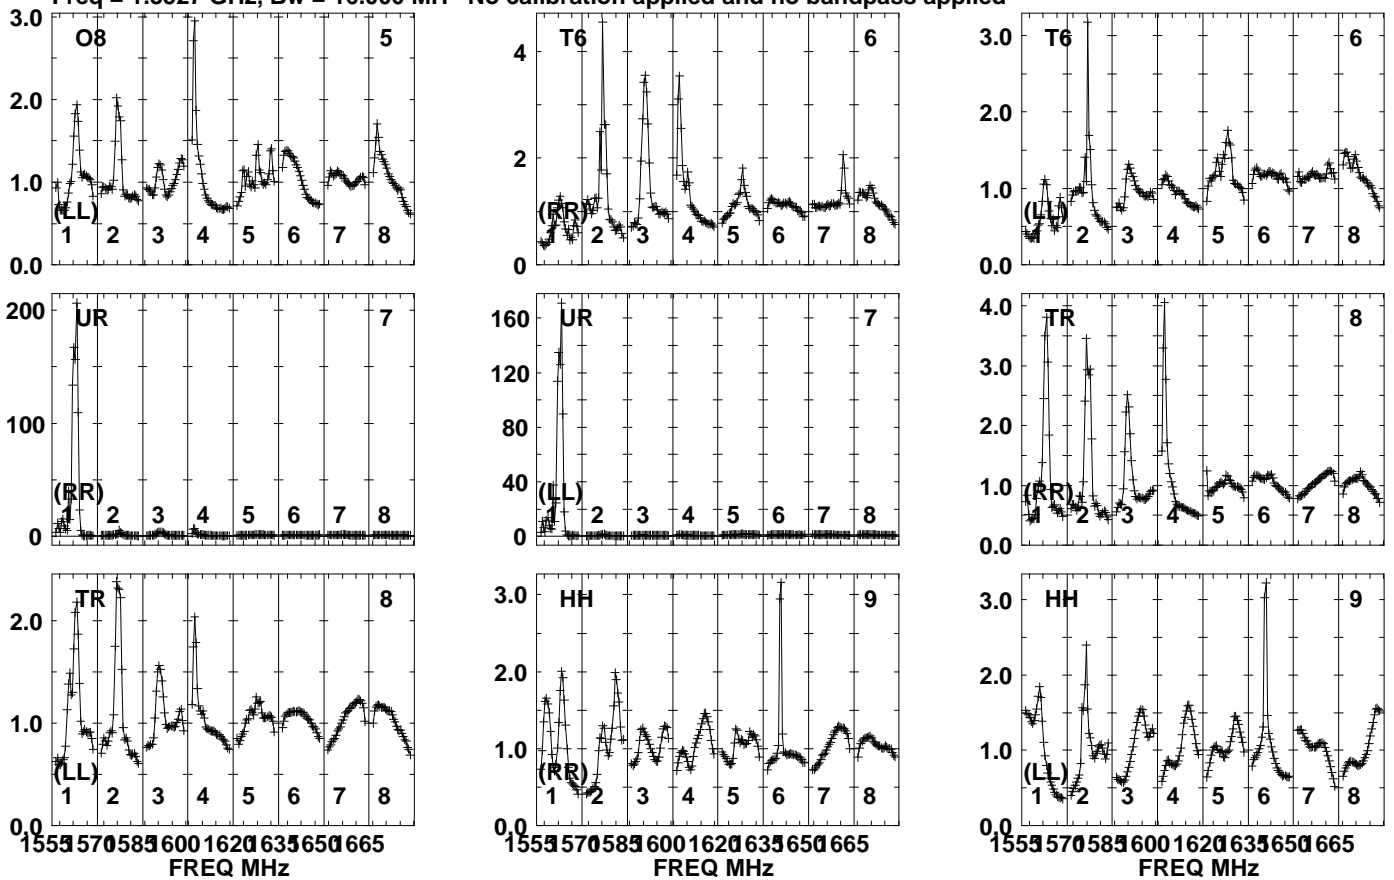 Freq = GHz, Bw = No calibration applied and no bandpass applied
3.0 O8 5 T6 6 3.0 T6 6
4
2.0 2.0
2
1.0 (LL) (RR) 1.0 (LL)
1 2 3 4 5 6 7 8 1 2 3 4 5 6 7 8 1 2 3 4 5 6 7 8
0.0 0 0.0
200 UR 7 160 UR 7 4.0 TR 8
120 3.0
100 80 2.0
(RR) 40 (LL) 1.0 (RR)
1 2 3 4 5 6 7 8 1 2 3 4 5 6 7 8 1 2 3 4 5 6 7 8
0 0 0.0
TR 8 3.0 HH 9 3.0 HH 9
2.0 2.0 2.0
1.0 (LL) 1.0 (RR) 1.0 (LL)
1 2 3 4 5 6 7 8 1 2 3 4 5 6 7 8 1 2 3 4 5 6 7 8
0.0 0.0 0.0
1555 1570 1585 1600 1620 1635 1650 1665 1555 1570 1585 1600 1620 1635 1650 1665 1555 1570 1585 1600 1620 1635 1650 1665
FREQ MHz FREQ MHz FREQ MHz